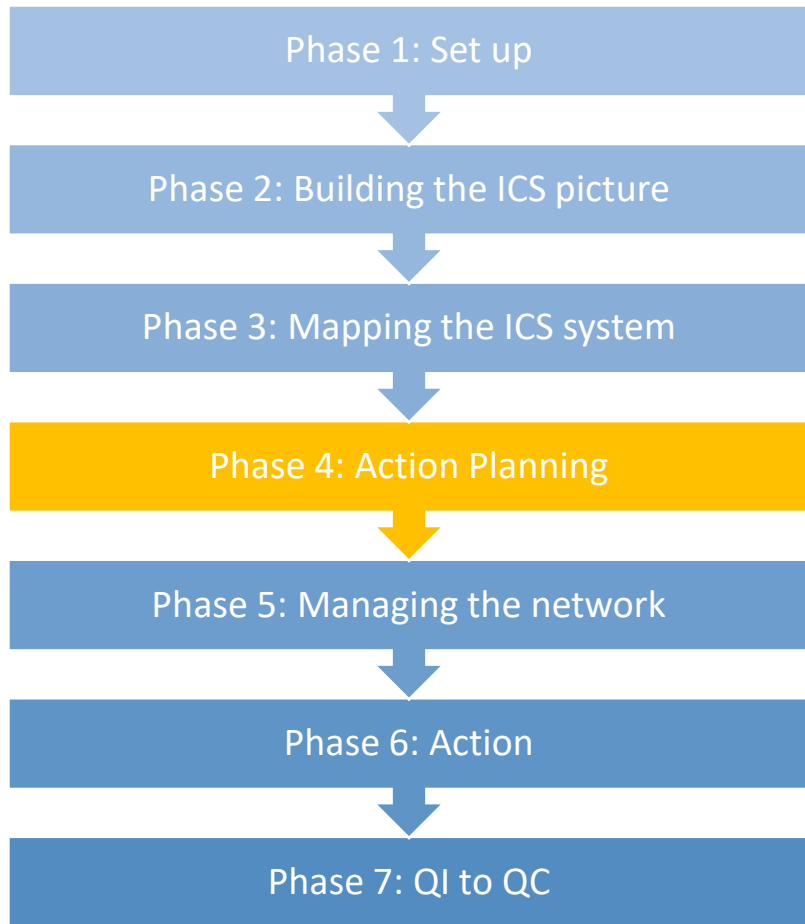 Phase 1: Set up
Phase 2: Building the ICS picture
Phase 3: Mapping the ICS system
Phase 4: Action Planning
Phase 5: Managing the network
Phase 6: Action
Phase 7: QI to QC